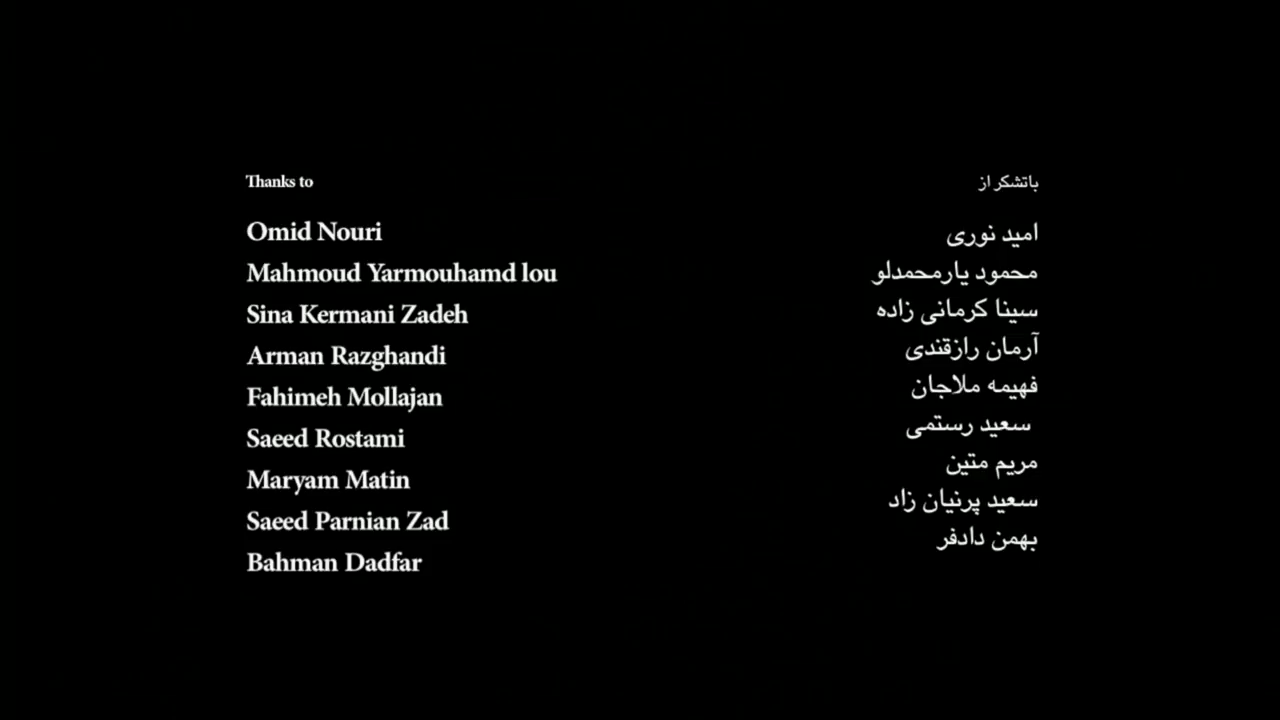 Thanks to
Omid Nouri
Mahmoud Yarmouhamd lou
Sina Kermani Zadeh
Arman Razghandi
Fahimeh Mollajan
Saeed Rostami
Maryam Matin
Saeed Parnian Zad
Bahman Dadfar
باتشکر از
امید نوری
محمود یارمحمدلو
سینا کرمانی زاده
آرمان رازقندی
فهیمه ملاجان
سعید رستمی
مریم متین
سعید پرنیان زاد
بهمن دادفر